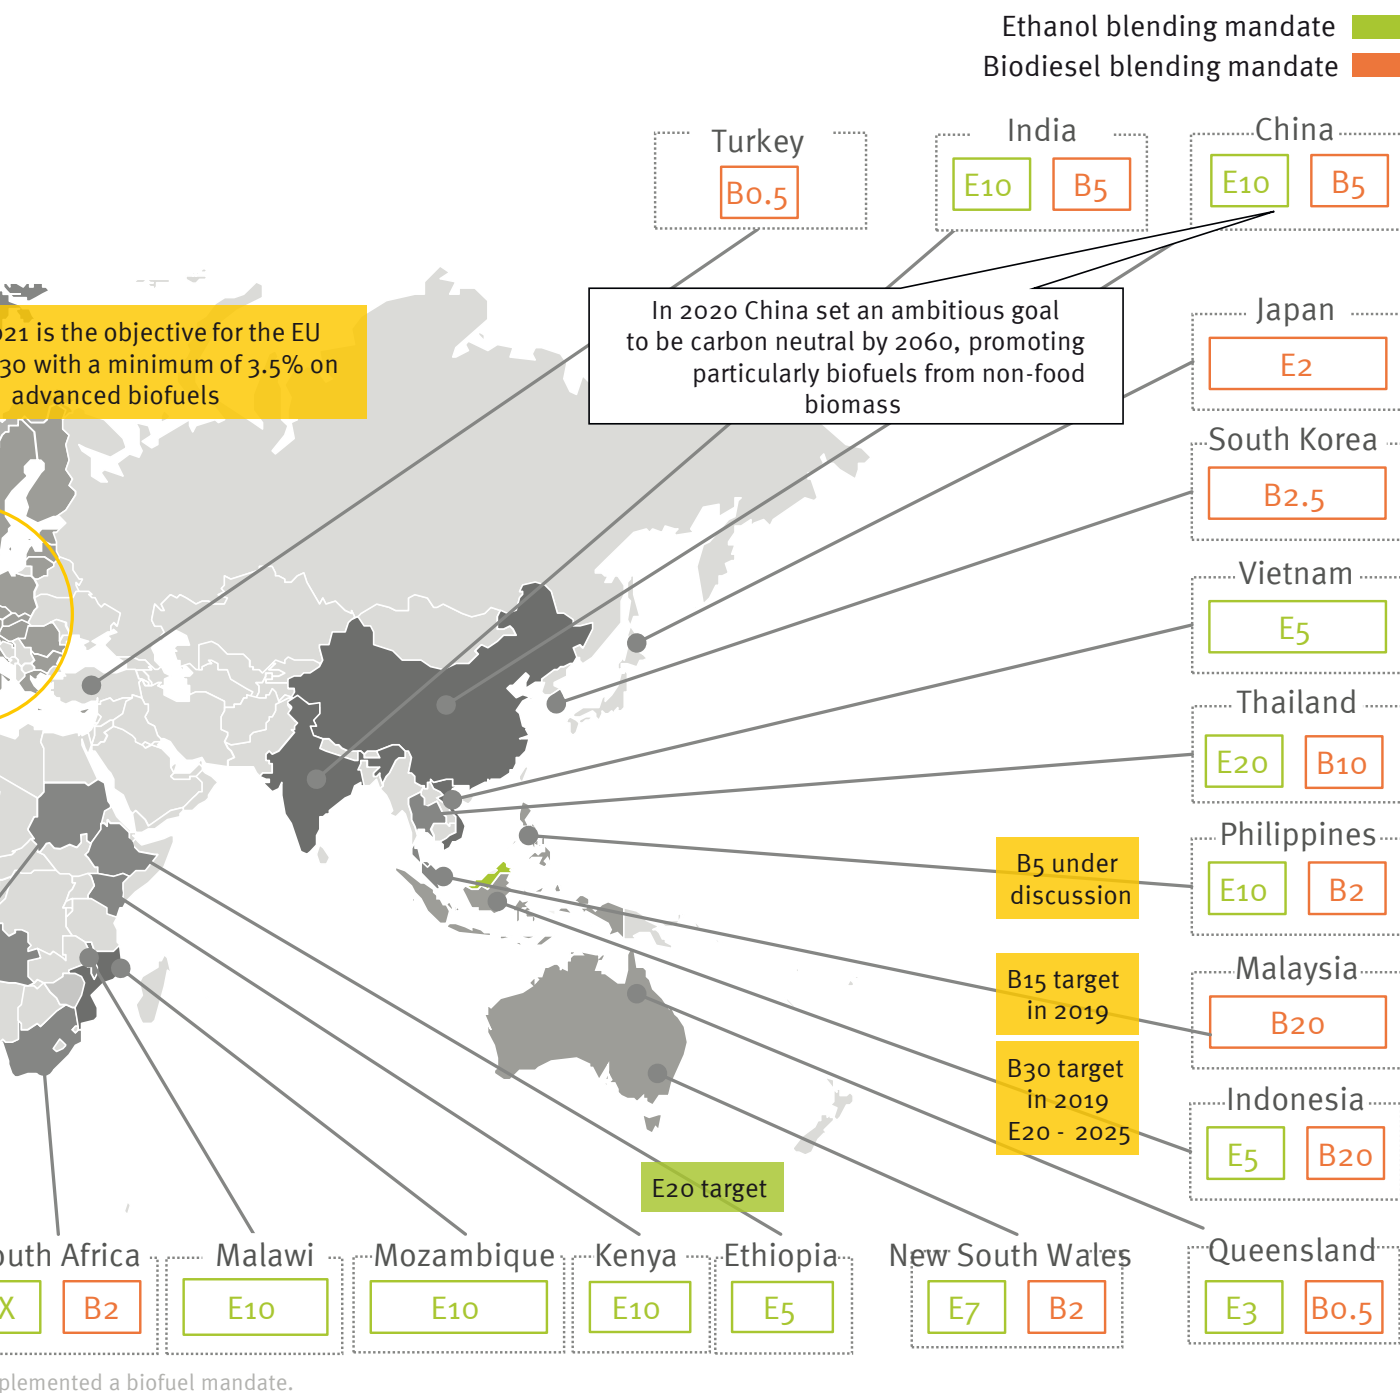 Ethanol blending mandate
Biodiesel blending mandate
Turkey
B0.5
India
E10 B5
China
E10 B5
In 2020 China set an ambitious goal
to be carbon neutral by 2060, promoting
particularly biofuels from non-food
biomass
21 is the objective for the EU
30 with a minimum of 3.5% on
advanced biofuels
Japan
E2
South Korea
B2.5
Vietnam
E5
Thailand
E20 B10
Philippines
E10 B2
B5 under
discussion
Malaysia
B20
B15 target
in 2019
Indonesia
E5 B20
B30 target
in 2019
E20 - 2025
E20 target
outh Africa
X B2
Malawi
E10
Mozambique
E10
Kenya
E10
Ethiopia
E5
New South Wales
E7 B2
Queensland
E3 B0.5
plemented a biofuel mandate.